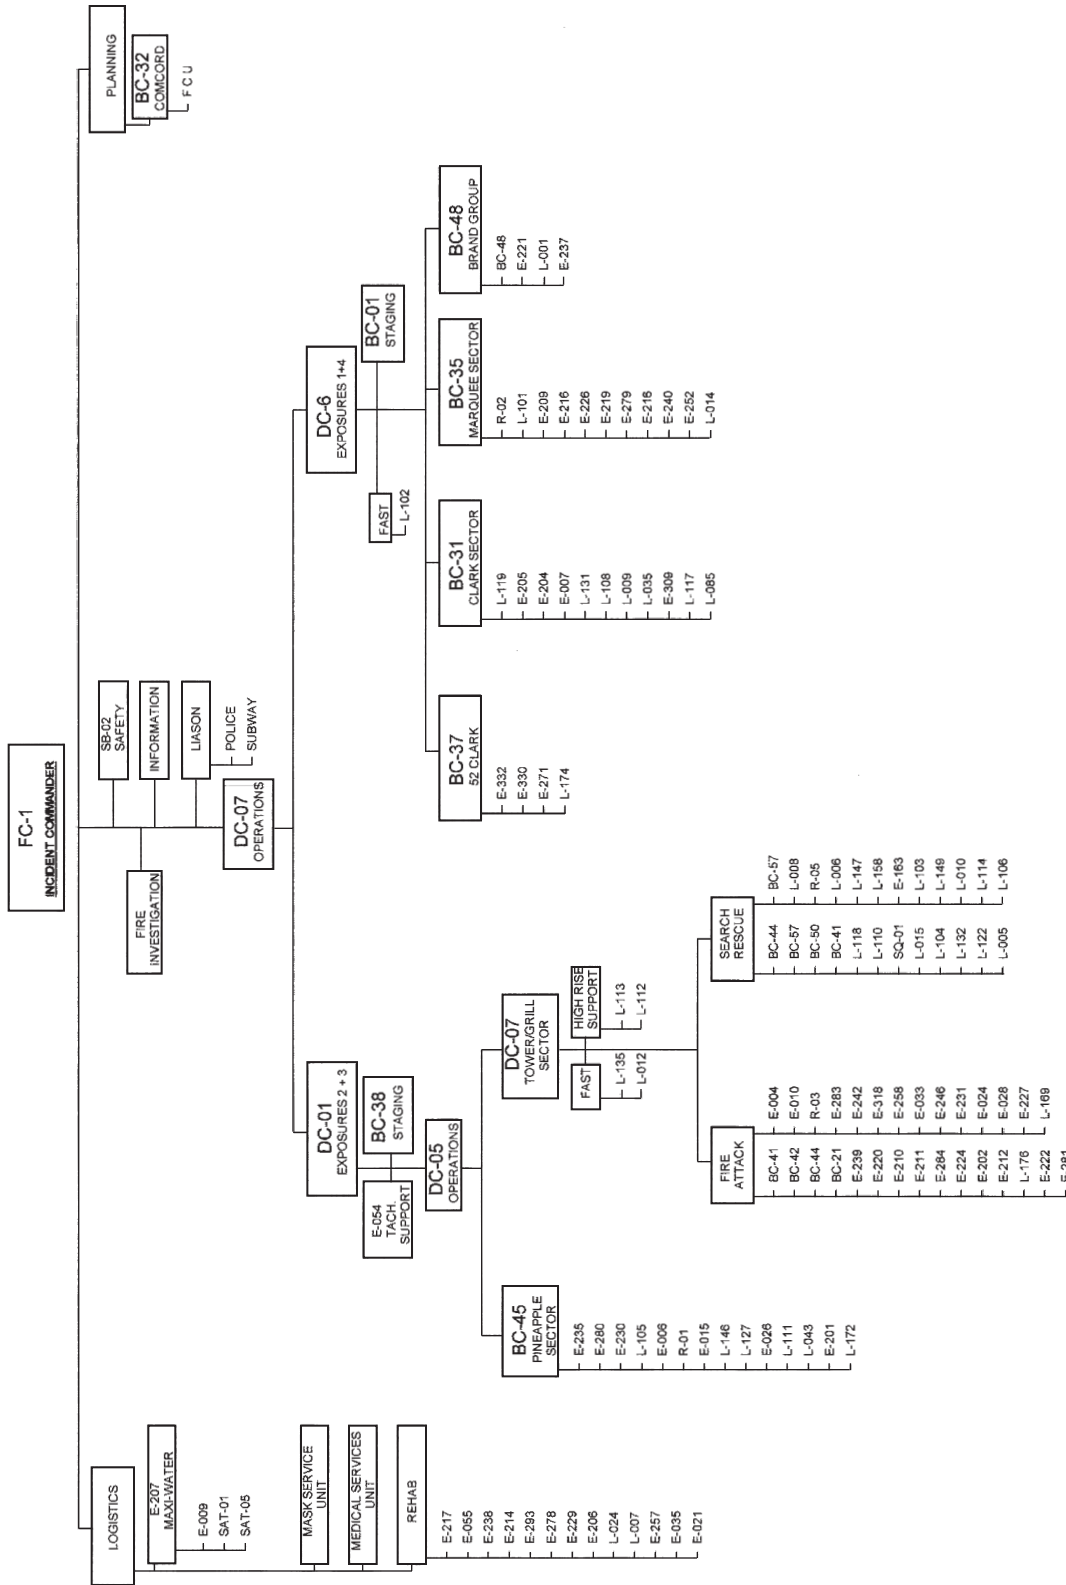 FC-1
INCIDENT COMMANDER
LOGISTICS
E-207
MAXI-WATER
E-009
SAT-01
SAT-05
MASK SERVICE
UNIT
MEDICAL SERVICES
UNIT
REHAB
E-217
E-055
E-238
E-214
E-293
E-278
E-229
E-206
L-024
L-007
E-257
E-035
E-021
FIRE
INVESTIGATION
SB-02
SAFETY
INFORMATION
LIASON
POLICE
SUBWAY
DC-07
OPERATIONS
PLANNING
BC-32
COMCORD
F C U
DC-01
EXPOSURES 2 + 3
E-054
TACH.
SUPPORT
BC-38
STAGING
DC-05
OPERATIONS
BC-45
PINEAPPLE
SECTOR
E-235
E-280
E-230
L-105
E-006
R-01
E-015
L-146
L-127
E-026
L-111
L-043
E-201
L-172
DC-07
TOWER/GRILL
SECTOR
FAST
L-135
L-012
HIGH RISE
SUPPORT
L-113
L-112
FIRE
ATTACK
BC-41
BC-42
BC-44
BC-21
E-239
E-220
E-210
E-211
E-284
E-224
E-202
E-212
L-176
E-222
E-281
E-004
E-010
R-03
E-283
E-242
E-318
E-258
E-033
E-246
E-231
E-024
E-028
E-227
L-169
SEARCH
RESCUE
BC-44
BC-57
BC-50
BC-41
L-118
L-110
SQ-01
L-015
L-104
L-132
L-122
L-005
BC-57
L-008
R-05
L-006
L-147
L-158
E-163
L-103
L-149
L-010
L-114
L-106
DC-6
EXPOSURES 1+4
FAST
L-102
BC-01
STAGING
BC-37
52 CLARK
E-332
E-330
E-271
L-174
BC-31
CLARK SECTOR
L-119
E-205
E-204
E-007
L-131
L-108
L-009
L-035
E-309
L-117
L-085
BC-35
MARQUEE SECTOR
R-02
L-101
E-209
E-216
E-226
E-219
E-279
E-218
E-240
E-252
L-014
BC-48
BRAND GROUP
BC-48
E-221
L-001
E-237